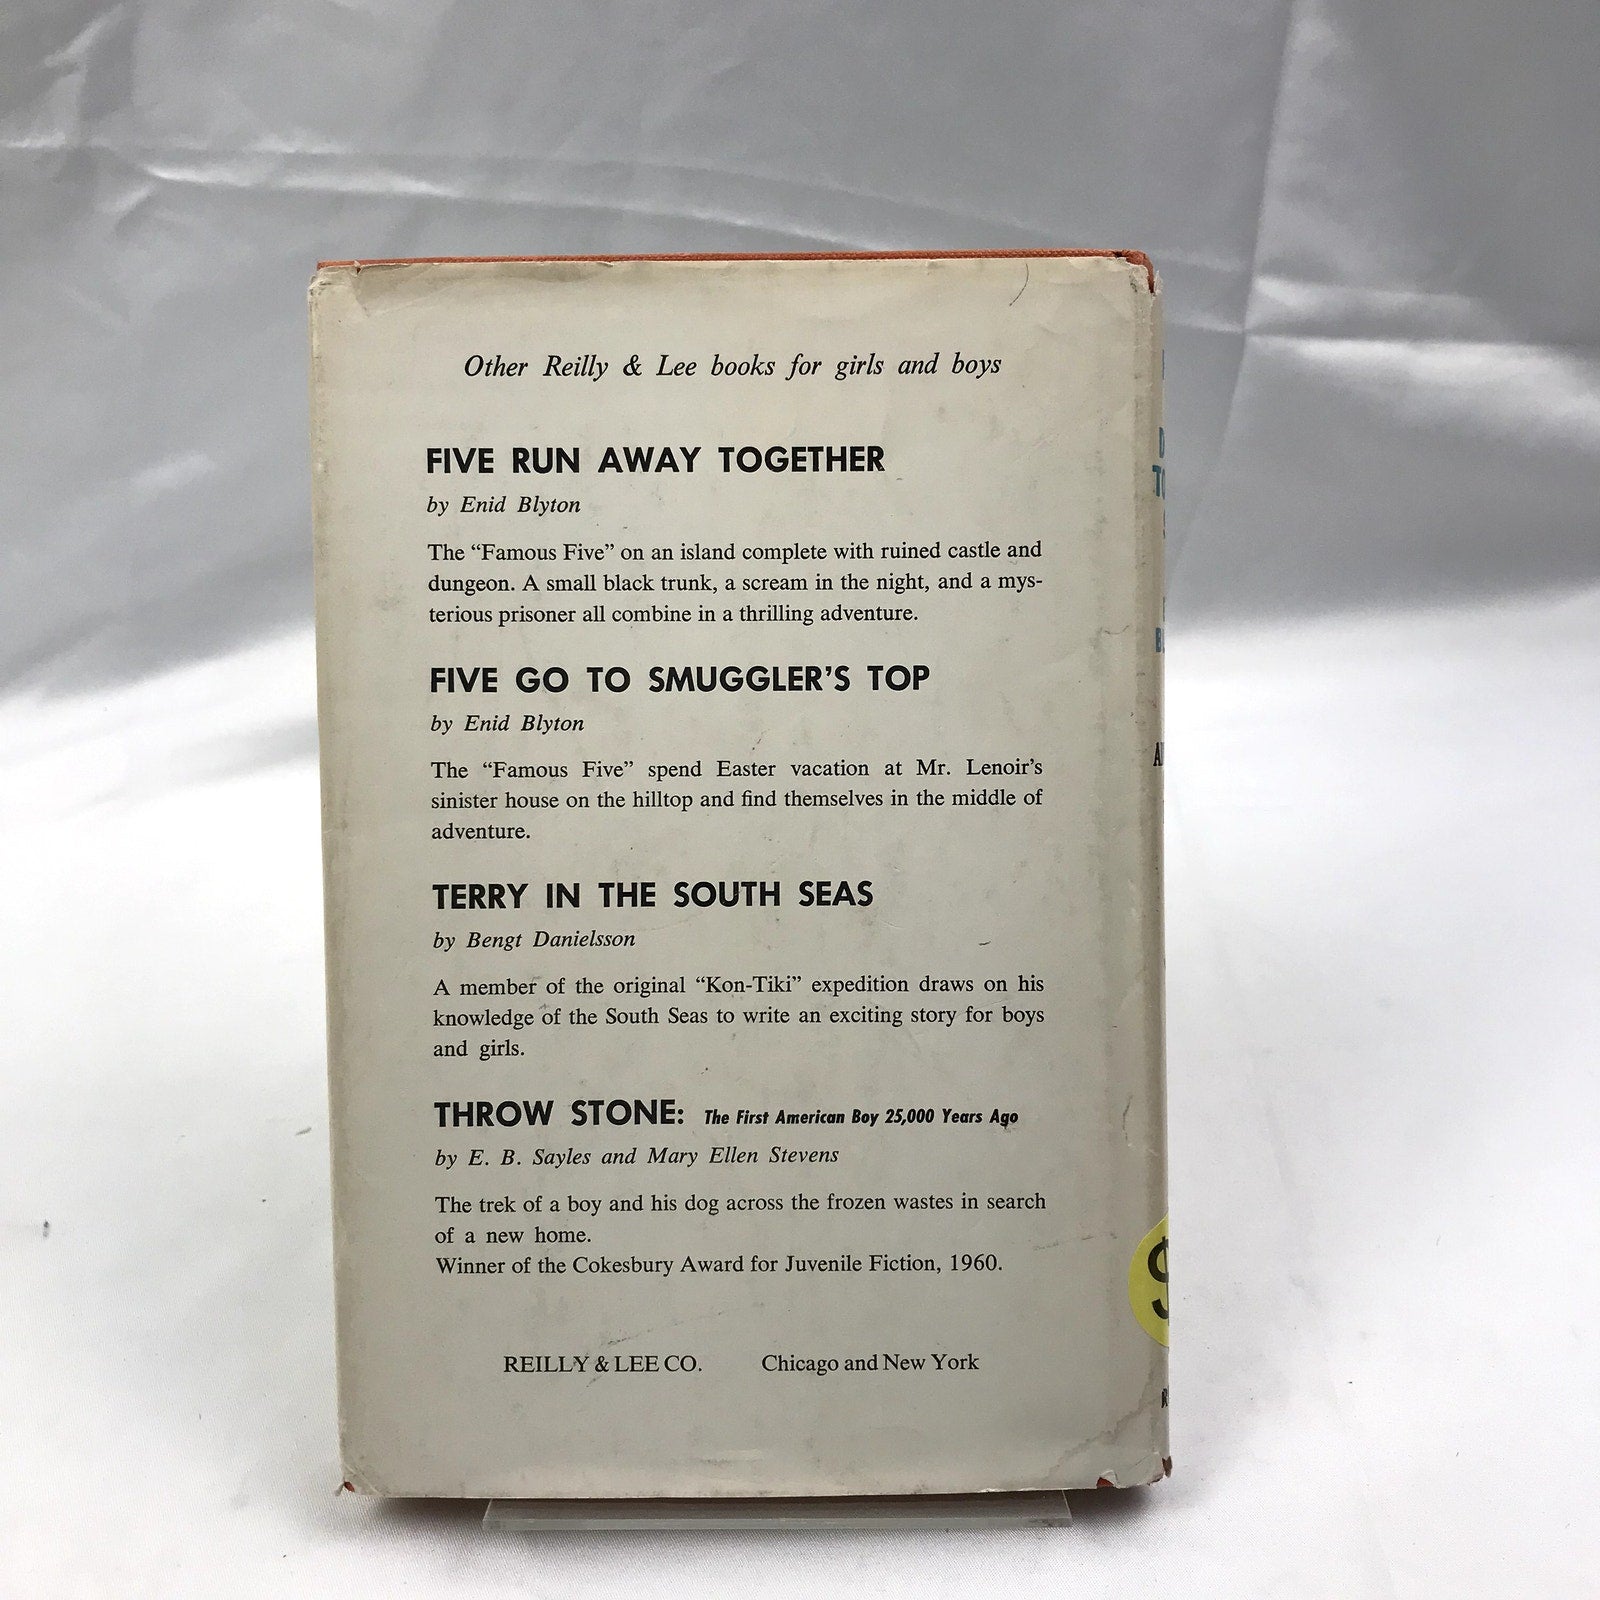 Other Reilly & Lee books for girls and boys
FIVE RUN AWAY TOGETHER
by Enid Blyton
The “Famous Five” on an island complete with ruined castle and
dungeon. A small black trunk, a scream in the night, and a mys-
terious prisoner all combine in a thrilling adventure.
FIVE GO TO SMUGGLER’S TOP
by Enid Blyton
The “Famous Five” spend Easter vacation at Mr. Lenoir’s
sinister house on the hilltop and find themselves in the middle of
adventure.
TERRY IN THE SOUTH SEAS
by Bengt Danielsson
A member of the original “Kon-Tiki” expedition draws on his
knowledge of the South Seas to write an exciting story for boys
and girls.
THROW STONE: The First American Boy 25,000 Years Ago
by E. B. Sayles and Mary Ellen Stevens
The trek of a boy and his dog across the frozen wastes in search
of a new home.
Winner of the Cokesbury Award for Juvenile Fiction, 1960.
REILLY & LEE CO. Chicago and New York
$